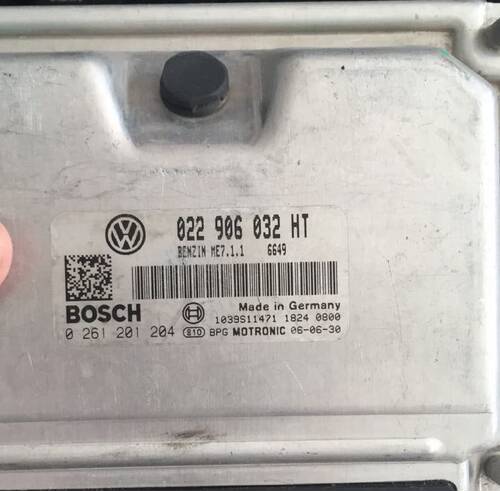 022 906 032 HT
BENZIN ME7.1.1 6649
BOSCH
Made in Germany
1039S11471 1824 0800
0 261 201 204 E10 BPG MOTRONIC 06-06-30